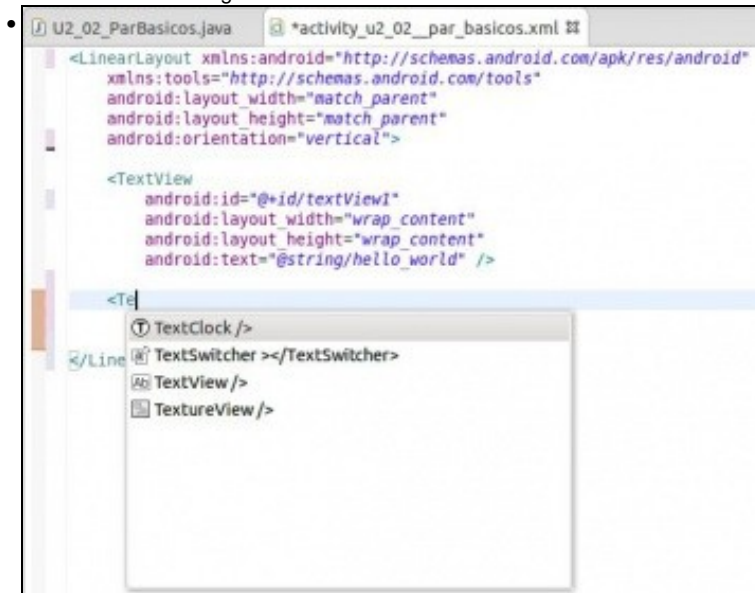 U2_02_ParBasicos.java
*activity_u2_02__par_basicos.xml
<LinearLayout xmlns:android="http://schemas.android.com/apk/res/android"
xmlns:tools="http://schemas.android.com/tools"
android:layout_width="match_parent"
android:layout_height="match_parent"
android:orientation="vertical">
<TextView
android:id="@+id/textView1"
android:layout_width="wrap_content"
android:layout_height="wrap_content"
android:text="@string/hello_world" />
<Te
TextClock />
</Line
TextSwitcher ></TextSwitcher>
Ab TextView />
TextureView />